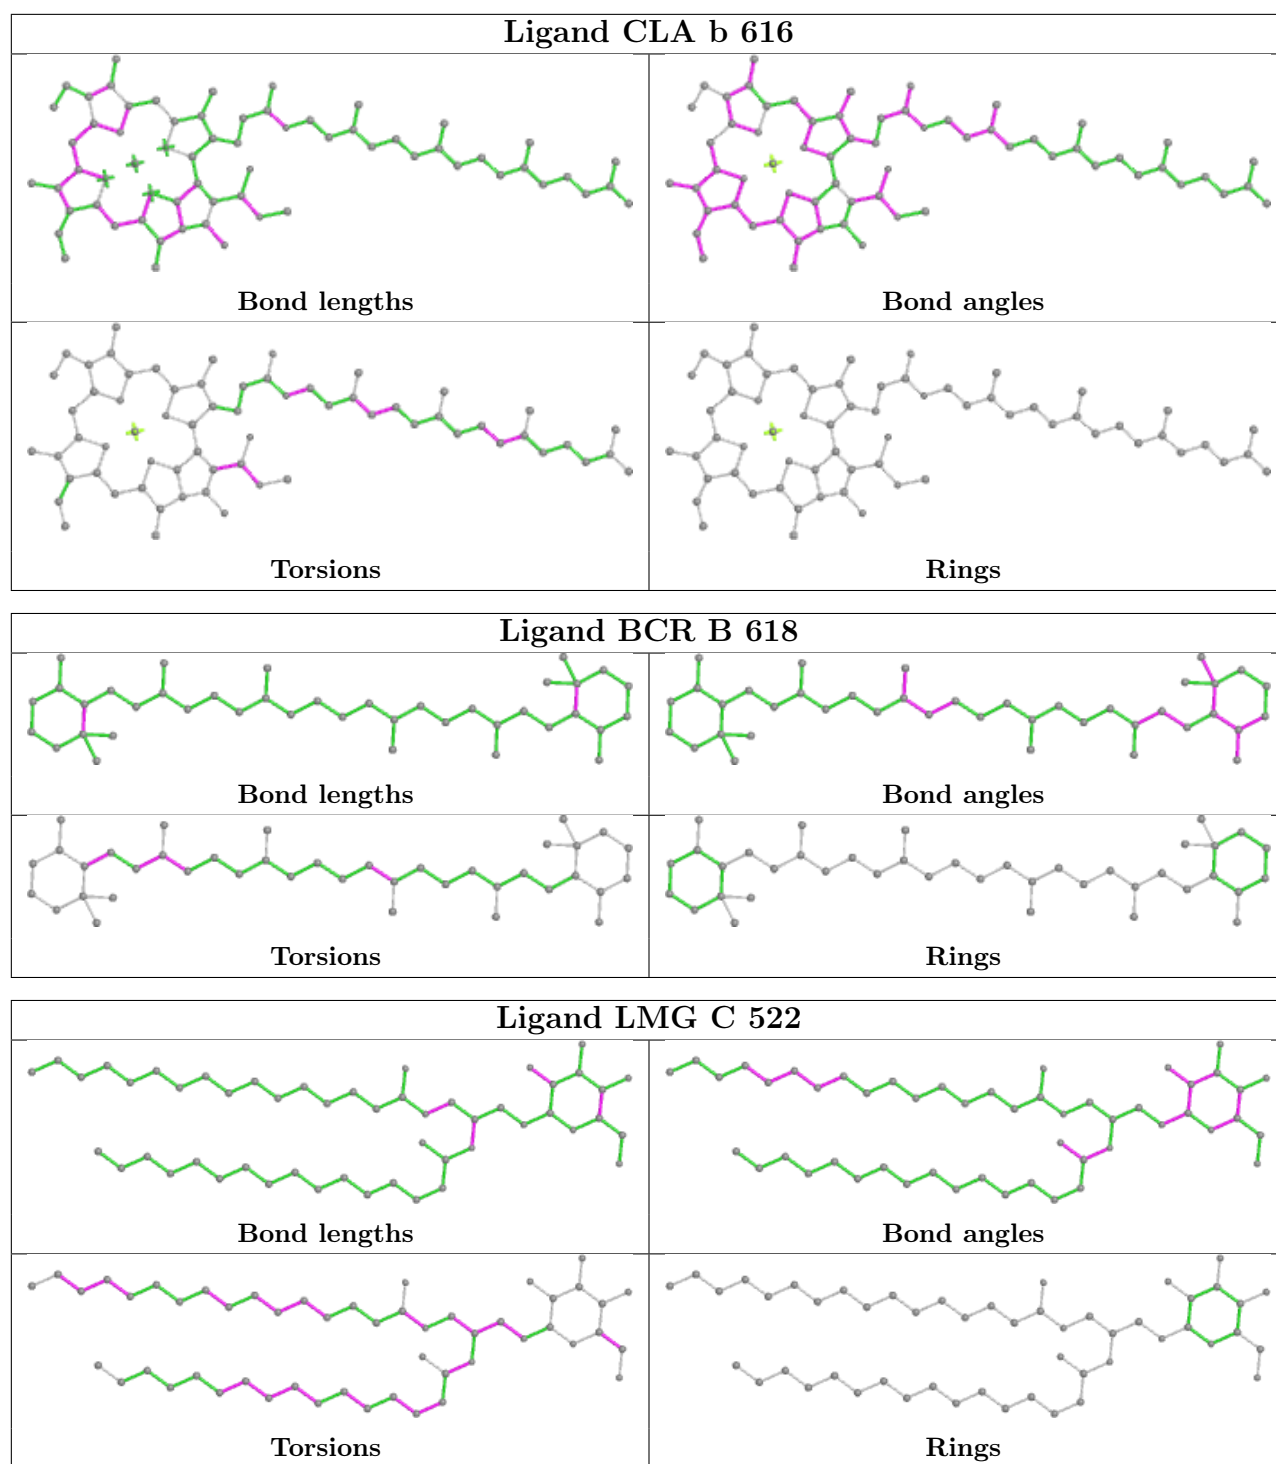 Ligand CLA b 616
Bond lengths
Bond angles
Torsions
Rings
Ligand BCR B 618
Bond lengths
Bond angles
Torsions
Rings
Ligand LMG C 522
Bond lengths
Bond angles
Torsions
Rings